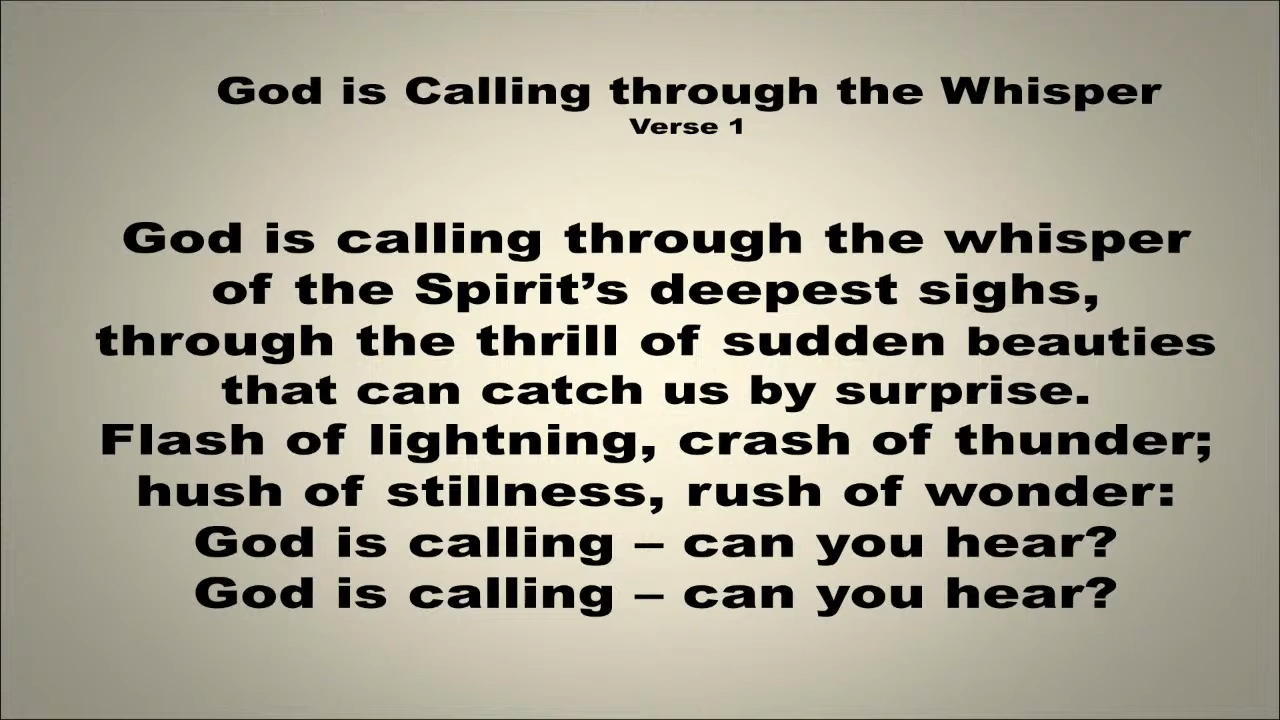 God is Calling through the Whisper
Verse 1
God is calling through the whisper
of the Spirit’s deepest sighs,
through the thrill of sudden beauties
that can catch us by surprise.
Flash of lightning, crash of thunder;
hush of stillness, rush of wonder:
God is calling – can you hear?
God is calling – can you hear?